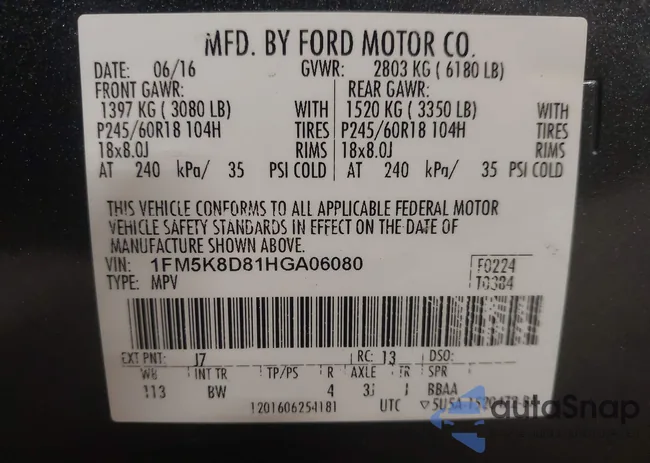 MFD. BY FORD MOTOR CO.
DATE: 06/16 GVWR: 2803 KG ( 6180 LB)
FRONT GAWR: REAR GAWR:
1397 KG ( 3080 LB) WITH 1520 KG ( 3350 LB) WITH
P245/60R18 104H TIRES P245/60R18 104H TIRES
18x8.0J RIMS 18x8.0J RIMS
AT 240 kPa/ 35 PSI COLD AT 240 kPa/ 35 PSI COLD
THIS VEHICLE CONFORMS TO ALL APPLICABLE FEDERAL MOTOR
VEHICLE SAFETY STANDARDS IN EFFECT ON THE DATE OF
MANUFACTURE SHOWN ABOVE.
VIN: 1FM5K8D81HGA06080 F0224
TYPE: MPV T0384
EXT PNT: J7 RC: 13 DSO:
WB INT TR TP/PS R AXLE TR SPR
113 BW 4 3J J BBAA
1201606254181 UTC
autoSnap